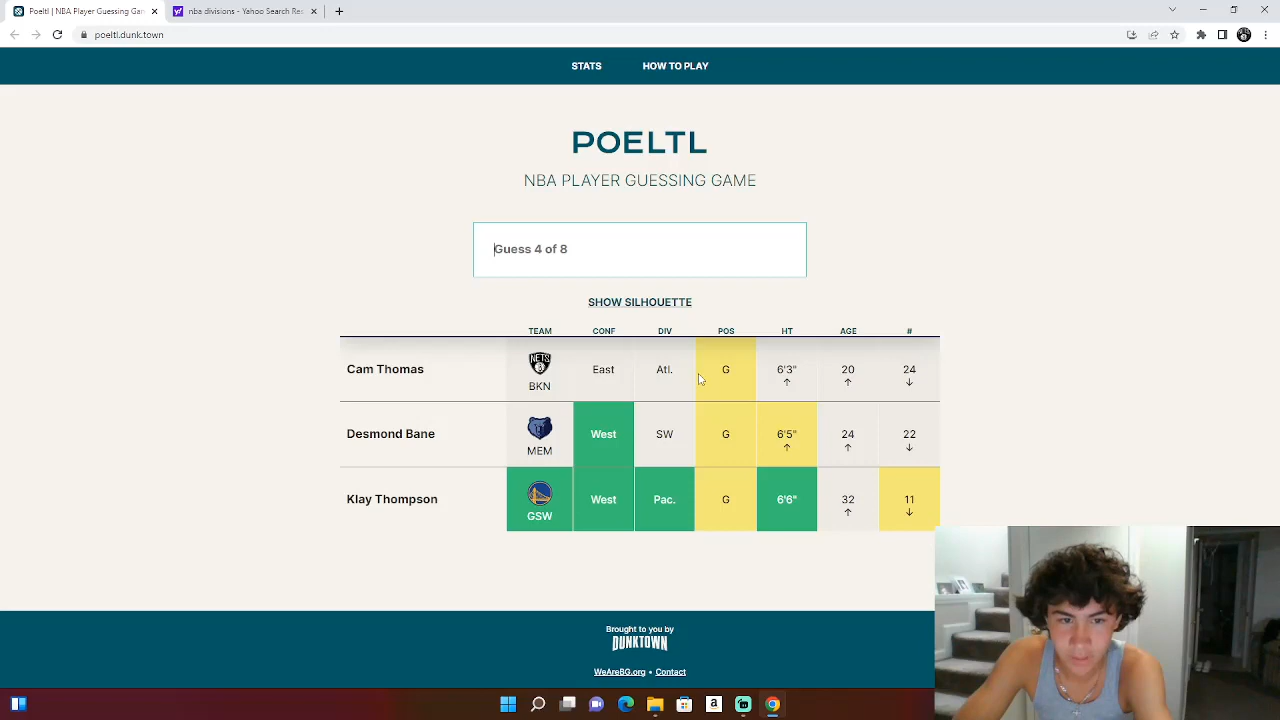 Poeltl | NBA Player Guessing Gam
nba divisions - Yahoo Search Res
poeltl.dunk.town
STATS HOW TO PLAY
POELTL
NBA PLAYER GUESSING GAME
Guess 4 of 8
SHOW SILHOUETTE
TEAM CONF DIV POS HT AGE #
Cam Thomas NETS BKN East Atl. G 6'3" ↑ 20 ↑ 24 ↓
Desmond Bane MEM West SW G 6'5" ↑ 24 ↑ 22 ↓
Klay Thompson GSW West Pac. G 6'6" 32 ↑ 11 ↓
Brought to you by
DUNKTOWN
WeAreBG.org • Contact